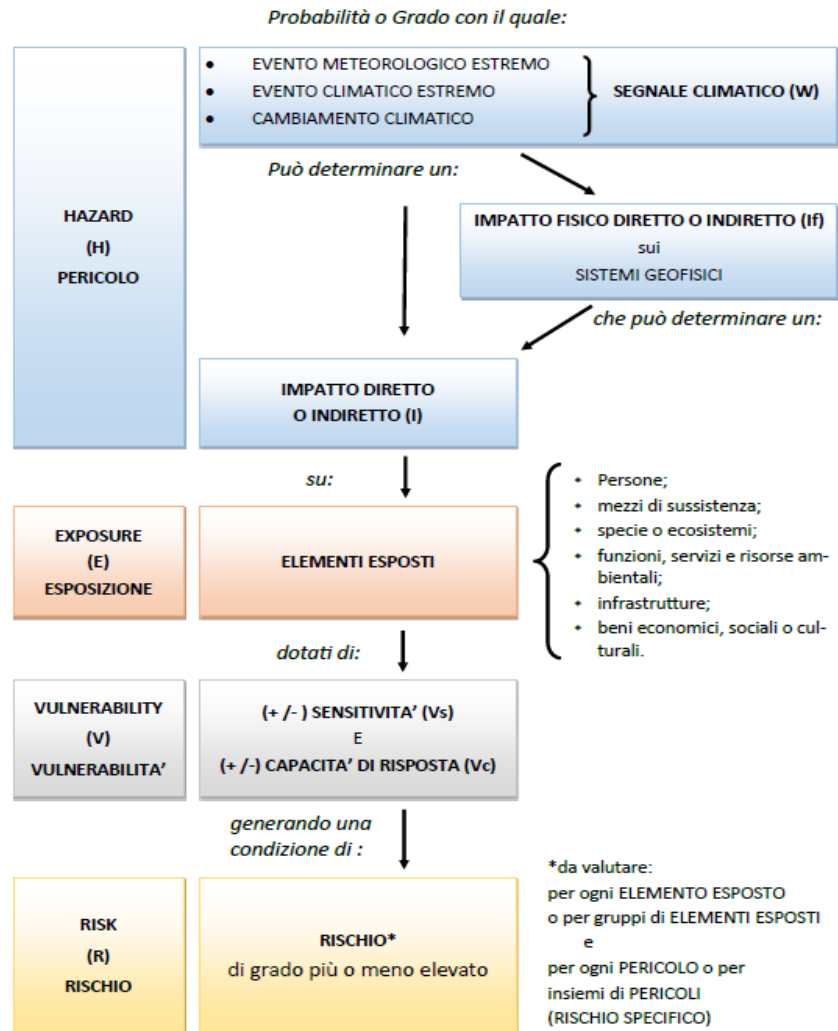 Probabilità o Grado con il quale:
• EVENTO METEOROLOGICO ESTREMO
• EVENTO CLIMATICO ESTREMO
• CAMBIAMENTO CLIMATICO
SEGNALE CLIMATICO (W)
Può determinare un:
HAZARD
(H)
PERICOLO
IMPATTO FISICO DIRETTO O INDIRETTO (If)
sui
SISTEMI GEOFISICI
che può determinare un:
IMPATTO DIRETTO
O INDIRETTO (I)
su:
EXPOSURE
(E)
ESPOSIZIONE
ELEMENTI ESPOSTI
• Persone;
• mezzi di sussistenza;
• specie o ecosistemi;
• funzioni, servizi e risorse am-
bientali;
• infrastrutture;
• beni economici, sociali o cul-
turali.
dotati di:
VULNERABILITY
(V)
VULNERABILITA’
(+ /- ) SENSITIVITA’ (Vs)
E
(+ /-) CAPACITA’ DI RISPOSTA (Vc)
generando una
condizione di :
RISK
(R)
RISCHIO
RISCHIO*
di grado più o meno elevato
*da valutare:
per ogni ELEMENTO ESPOSTO
o per gruppi di ELEMENTI ESPOSTI
e
per ogni PERICOLO o per
insiemi di PERICOLI
(RISCHIO SPECIFICO)